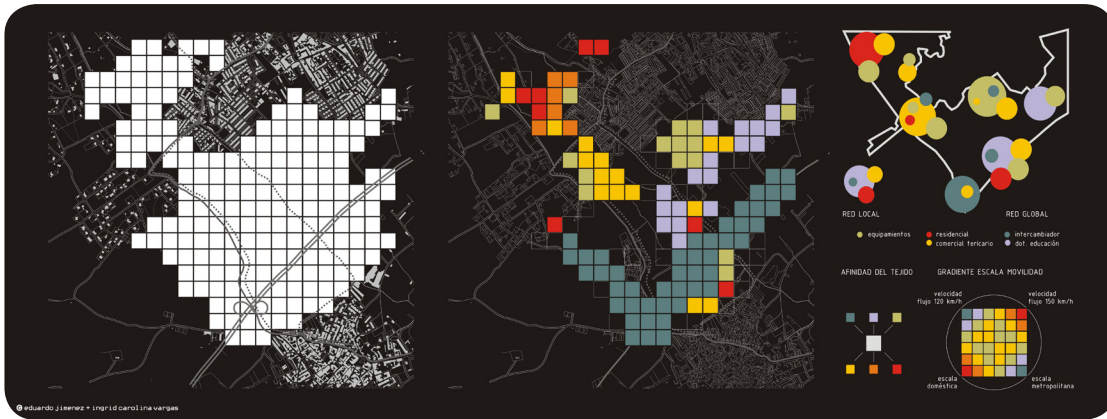 RED LOCAL
RED GLOBAL
equipamientos
residencial
comercial tericario
intercambiador
dot. educación
AFINIDAD DEL TEJIDO
GRADIENTE ESCALA MOVILIDAD
velocidad
flujo 120 km/h
velocidad
flujo 150 km/h
escala
doméstica
escala
metropolitana
© eduardo jimenez + ingrid carolina vargas